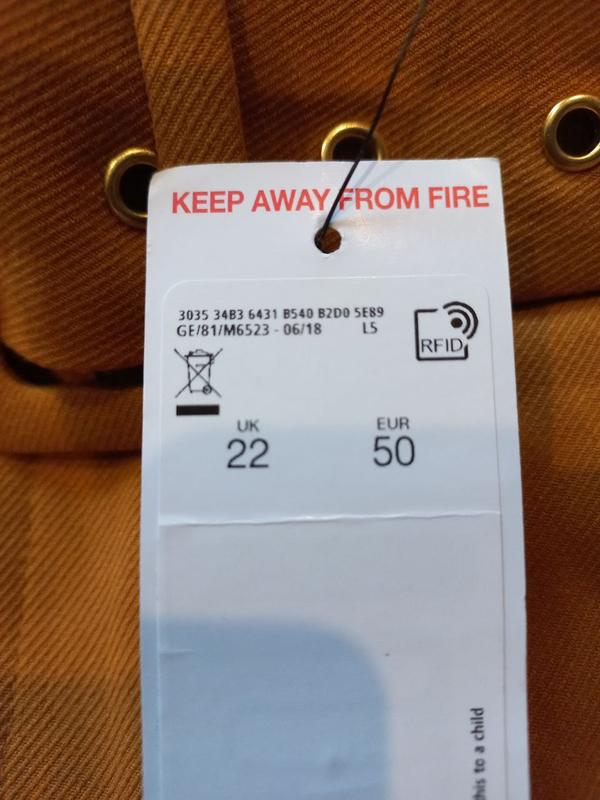 KEEP AWAY FROM FIRE
3035 34B3 6431 B540 B2D0 5E89
GE/81/M6523 - 06/18 L5
RFID
UK EUR
22 50
this to a child